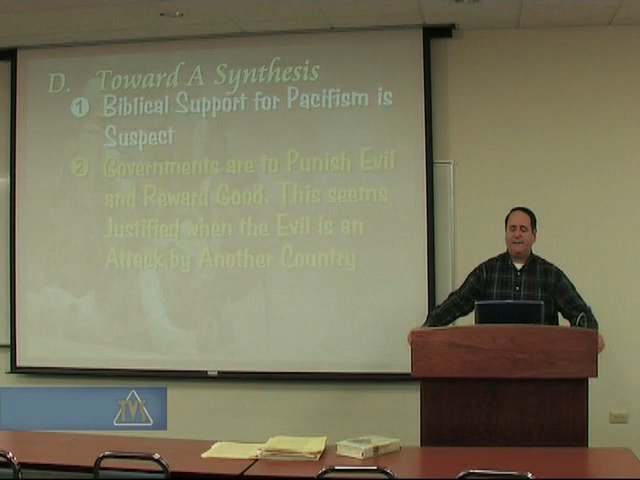 D. Toward A Synthesis
1 Biblical Support for Pacifism is
Suspect
2 Governments are to Punish Evil
and Reward Good. This seems
Justified when the Evil is an
Attack by Another Country
TVI